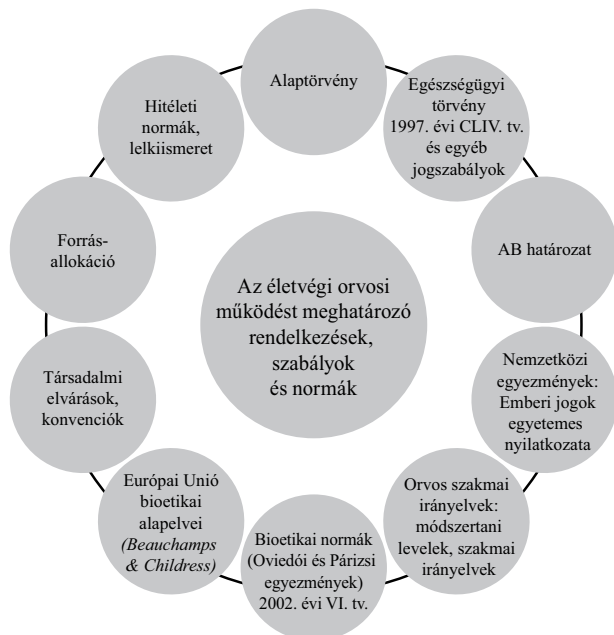 Alaptörvény
Egészségügyi
törvény
1997. évi CLIV. tv.
és egyéb
jogszabályok
AB határozat
Nemzetközi
egyezmények:
Emberi jogok
egyetemes
nyilatkozata
Orvos szakmai
irányelvek:
módszertani
levelek, szakmai
irányelvek
Bioetikai normák
(Oviedói és Párizsi
egyezmények)
2002. évi VI. tv.
Európai Unió
bioetikai
alapelvei
(Beauchamps
& Childress)
Társadalmi
elvárások,
konvenciók
Forrás-
allokáció
Hitéleti
normák,
lelkiismeret
Az életvégi orvosi
működést meghatározó
rendelkezések,
szabályok
és normák